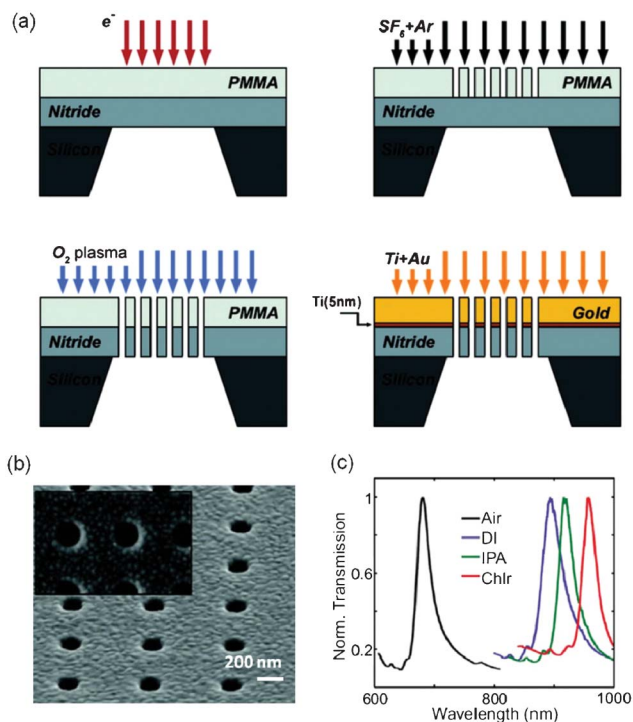 (a)
e⁻
PMMA
Nitride
Silicon
SF₆+Ar
PMMA
Nitride
Silicon
O₂ plasma
PMMA
Nitride
Silicon
Ti+Au
Ti(5nm)
Gold
Nitride
Silicon
(b)
200 nm
(c)
Norm. Transmission
1
0.6
0.2
Air
DI
IPA
Chlr
600
800
1000
Wavelength (nm)